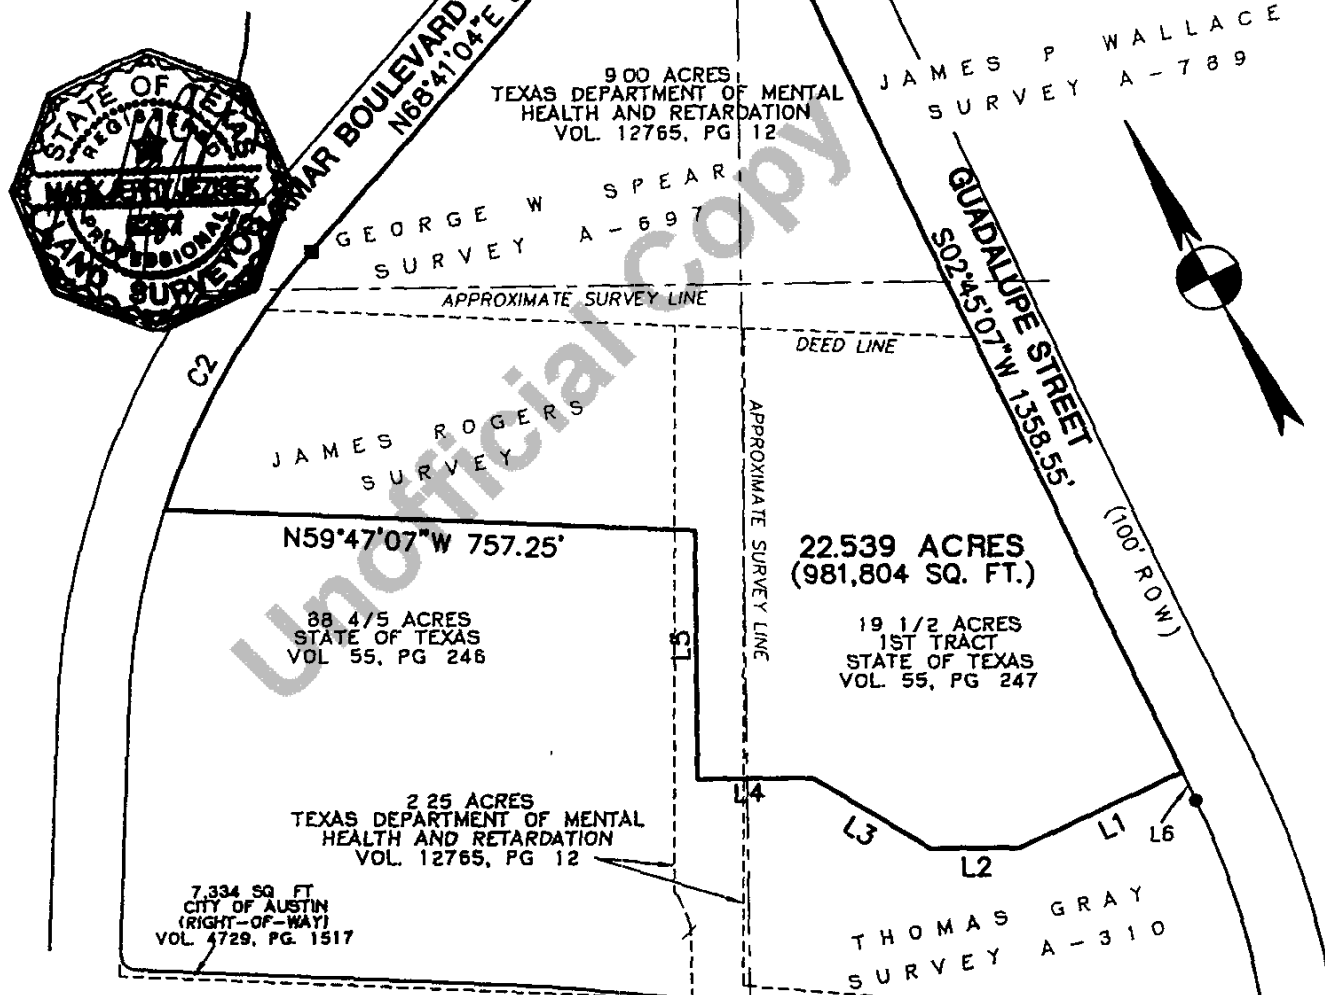 STATE OF TEXAS
REGISTERED
PROFESSIONAL
LAND SURVEYOR
LAMAR BOULEVARD
N68°41'04"E
9.00 ACRES
TEXAS DEPARTMENT OF MENTAL
HEALTH AND RETARDATION
VOL. 12765, PG 12
JAMES P WALLACE
SURVEY A-789
GEORGE W SPEAR
SURVEY A-697
APPROXIMATE SURVEY LINE
DEED LINE
GUADALUPE STREET
S02°45'07"W 1358.55'
(100' ROW)
C2
JAMES ROGERS
SURVEY
APPROXIMATE SURVEY LINE
N59°47'07"W 757.25'
22.539 ACRES
(981,804 SQ. FT.)
88 4/5 ACRES
STATE OF TEXAS
VOL 55, PG 246
L5
19 1/2 ACRES
1ST TRACT
STATE OF TEXAS
VOL. 55, PG 247
L4
L3
L2
L1
L6
2 25 ACRES
TEXAS DEPARTMENT OF MENTAL
HEALTH AND RETARDATION
VOL. 12765, PG 12
7,334 SQ FT
CITY OF AUSTIN
(RIGHT-OF-WAY)
VOL. 4729, PG. 1517
THOMAS GRAY
SURVEY A-310
Unofficial Copy